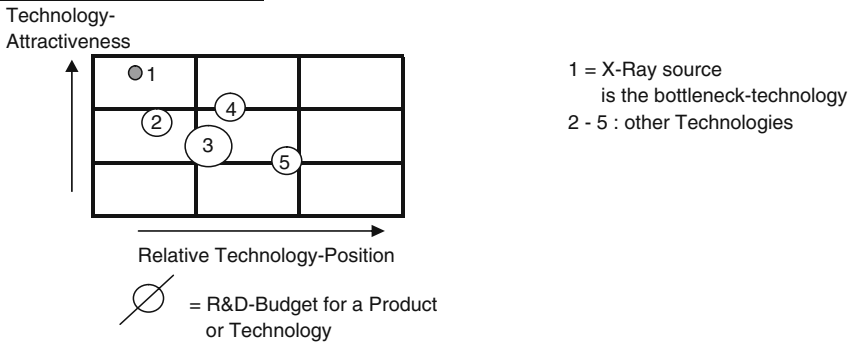 Technology-
Attractiveness
1
2
4
3
5
1 = X-Ray source
is the bottleneck-technology
2 - 5 : other Technologies
Relative Technology-Position
= R&D-Budget for a Product
or Technology